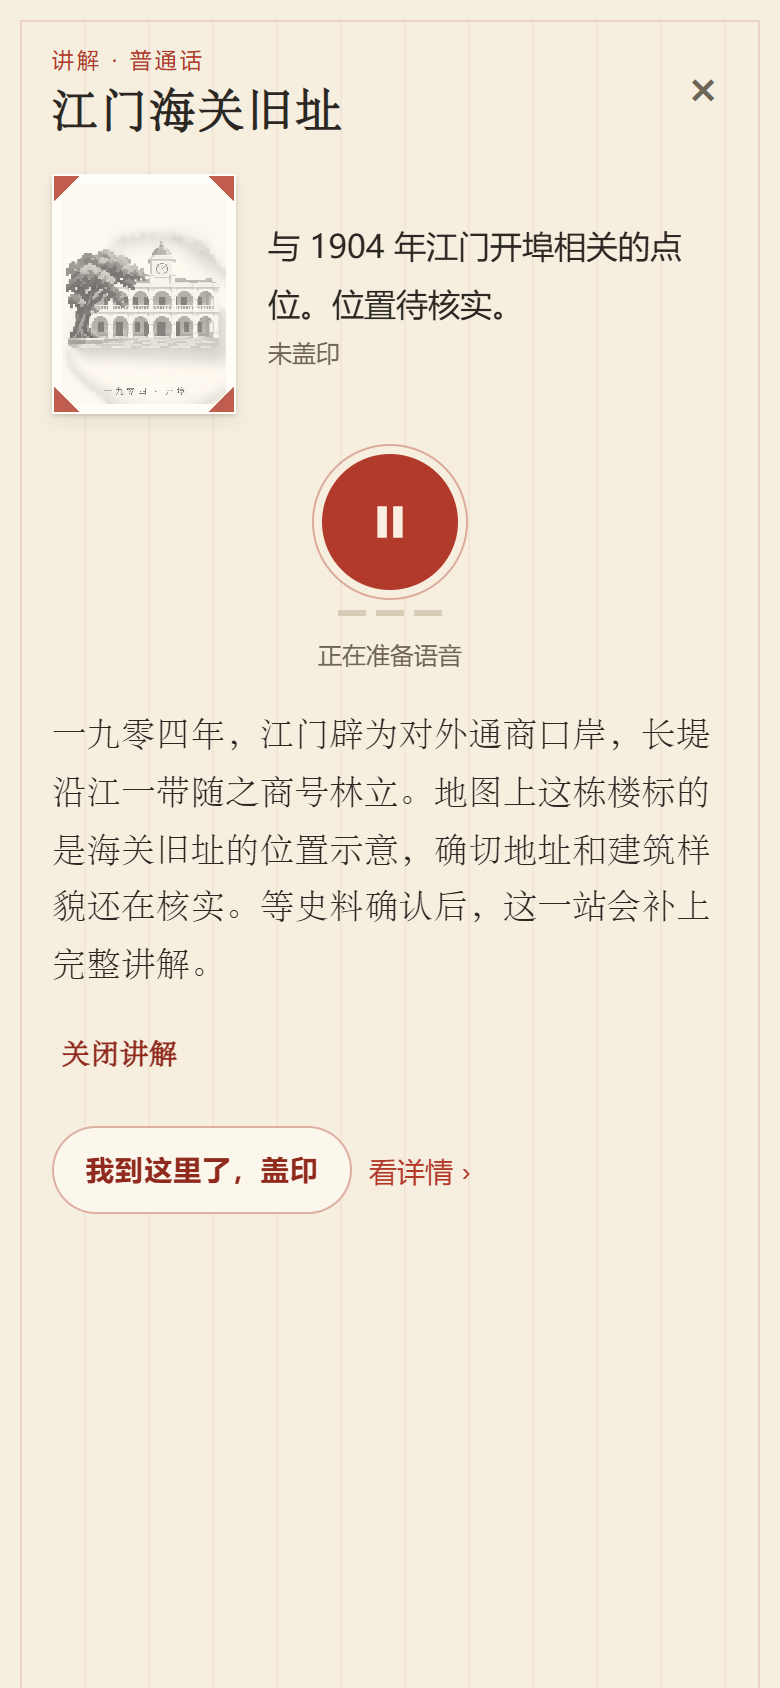 讲解 · 普通话
江门海关旧址
与 1904 年江门开埠相关的点
位。位置待核实。
未盖印
一九零四 · 开埠
正在准备语音
一九零四年，江门辟为对外通商口岸，长堤
沿江一带随之商号林立。地图上这栋楼标的
是海关旧址的位置示意，确切地址和建筑样
貌还在核实。等史料确认后，这一站会补上
完整讲解。
关闭讲解
我到这里了，盖印
看详情 ›